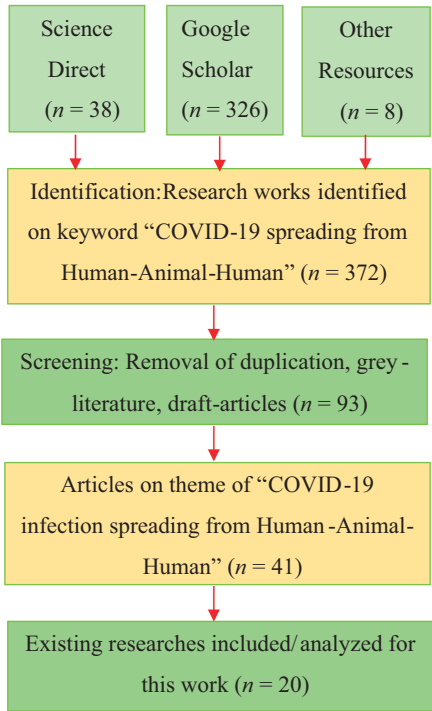 Science
Direct
(n = 38)
Google
Scholar
(n = 326)
Other
Resources
(n = 8)
Identification:Research works identified
on keyword “COVID-19 spreading from
Human-Animal-Human” (n = 372)
Screening: Removal of duplication, grey-
literature, draft-articles (n = 93)
Articles on theme of “COVID-19
infection spreading from Human-Animal-
Human” (n = 41)
Existing researches included/analyzed for
this work (n = 20)